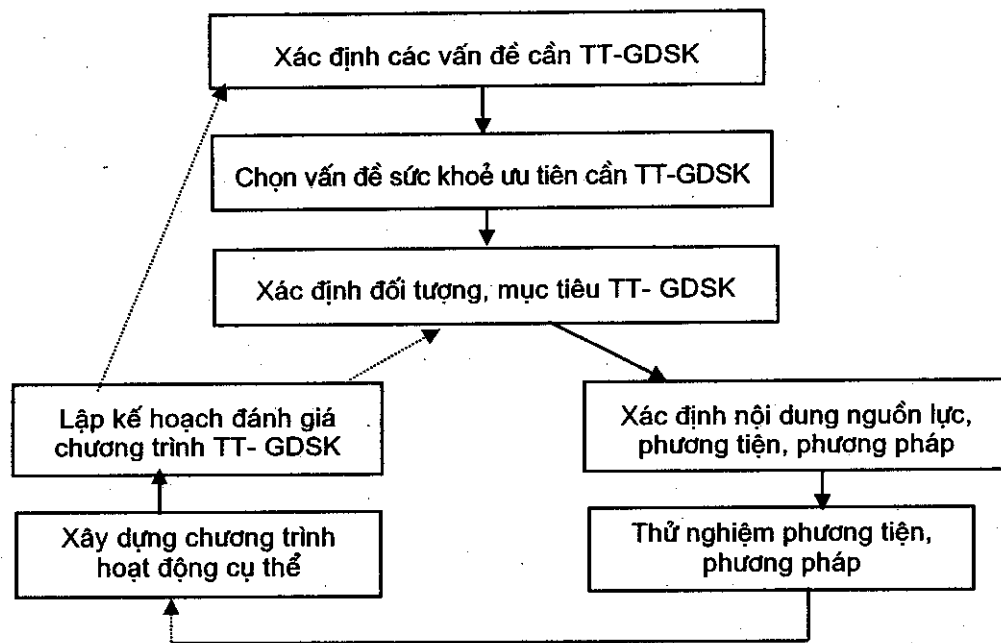 Xác định các vấn đề cần TT-GDSK
Chọn vấn đề sức khoẻ ưu tiên cần TT-GDSK
Xác định đối tượng, mục tiêu TT- GDSK
Lập kế hoạch đánh giá
chương trình TT- GDSK
Xác định nội dung nguồn lực,
phương tiện, phương pháp
Xây dựng chương trình
hoạt động cụ thể
Thử nghiệm phương tiện,
phương pháp